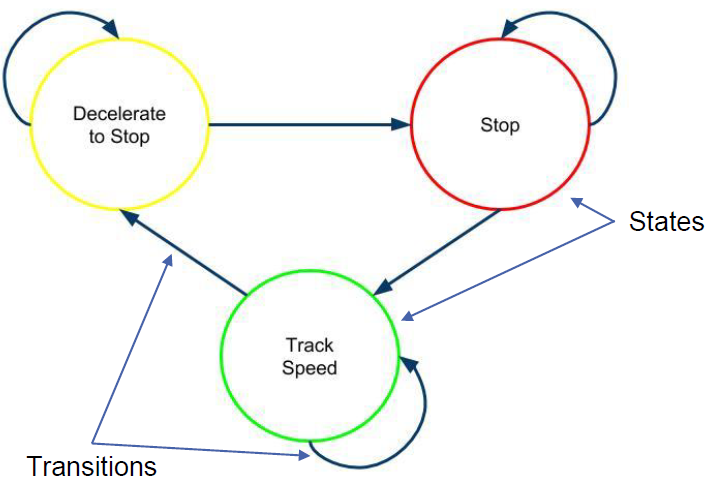 Decelerate
to Stop
Stop
States
Track
Speed
Transitions